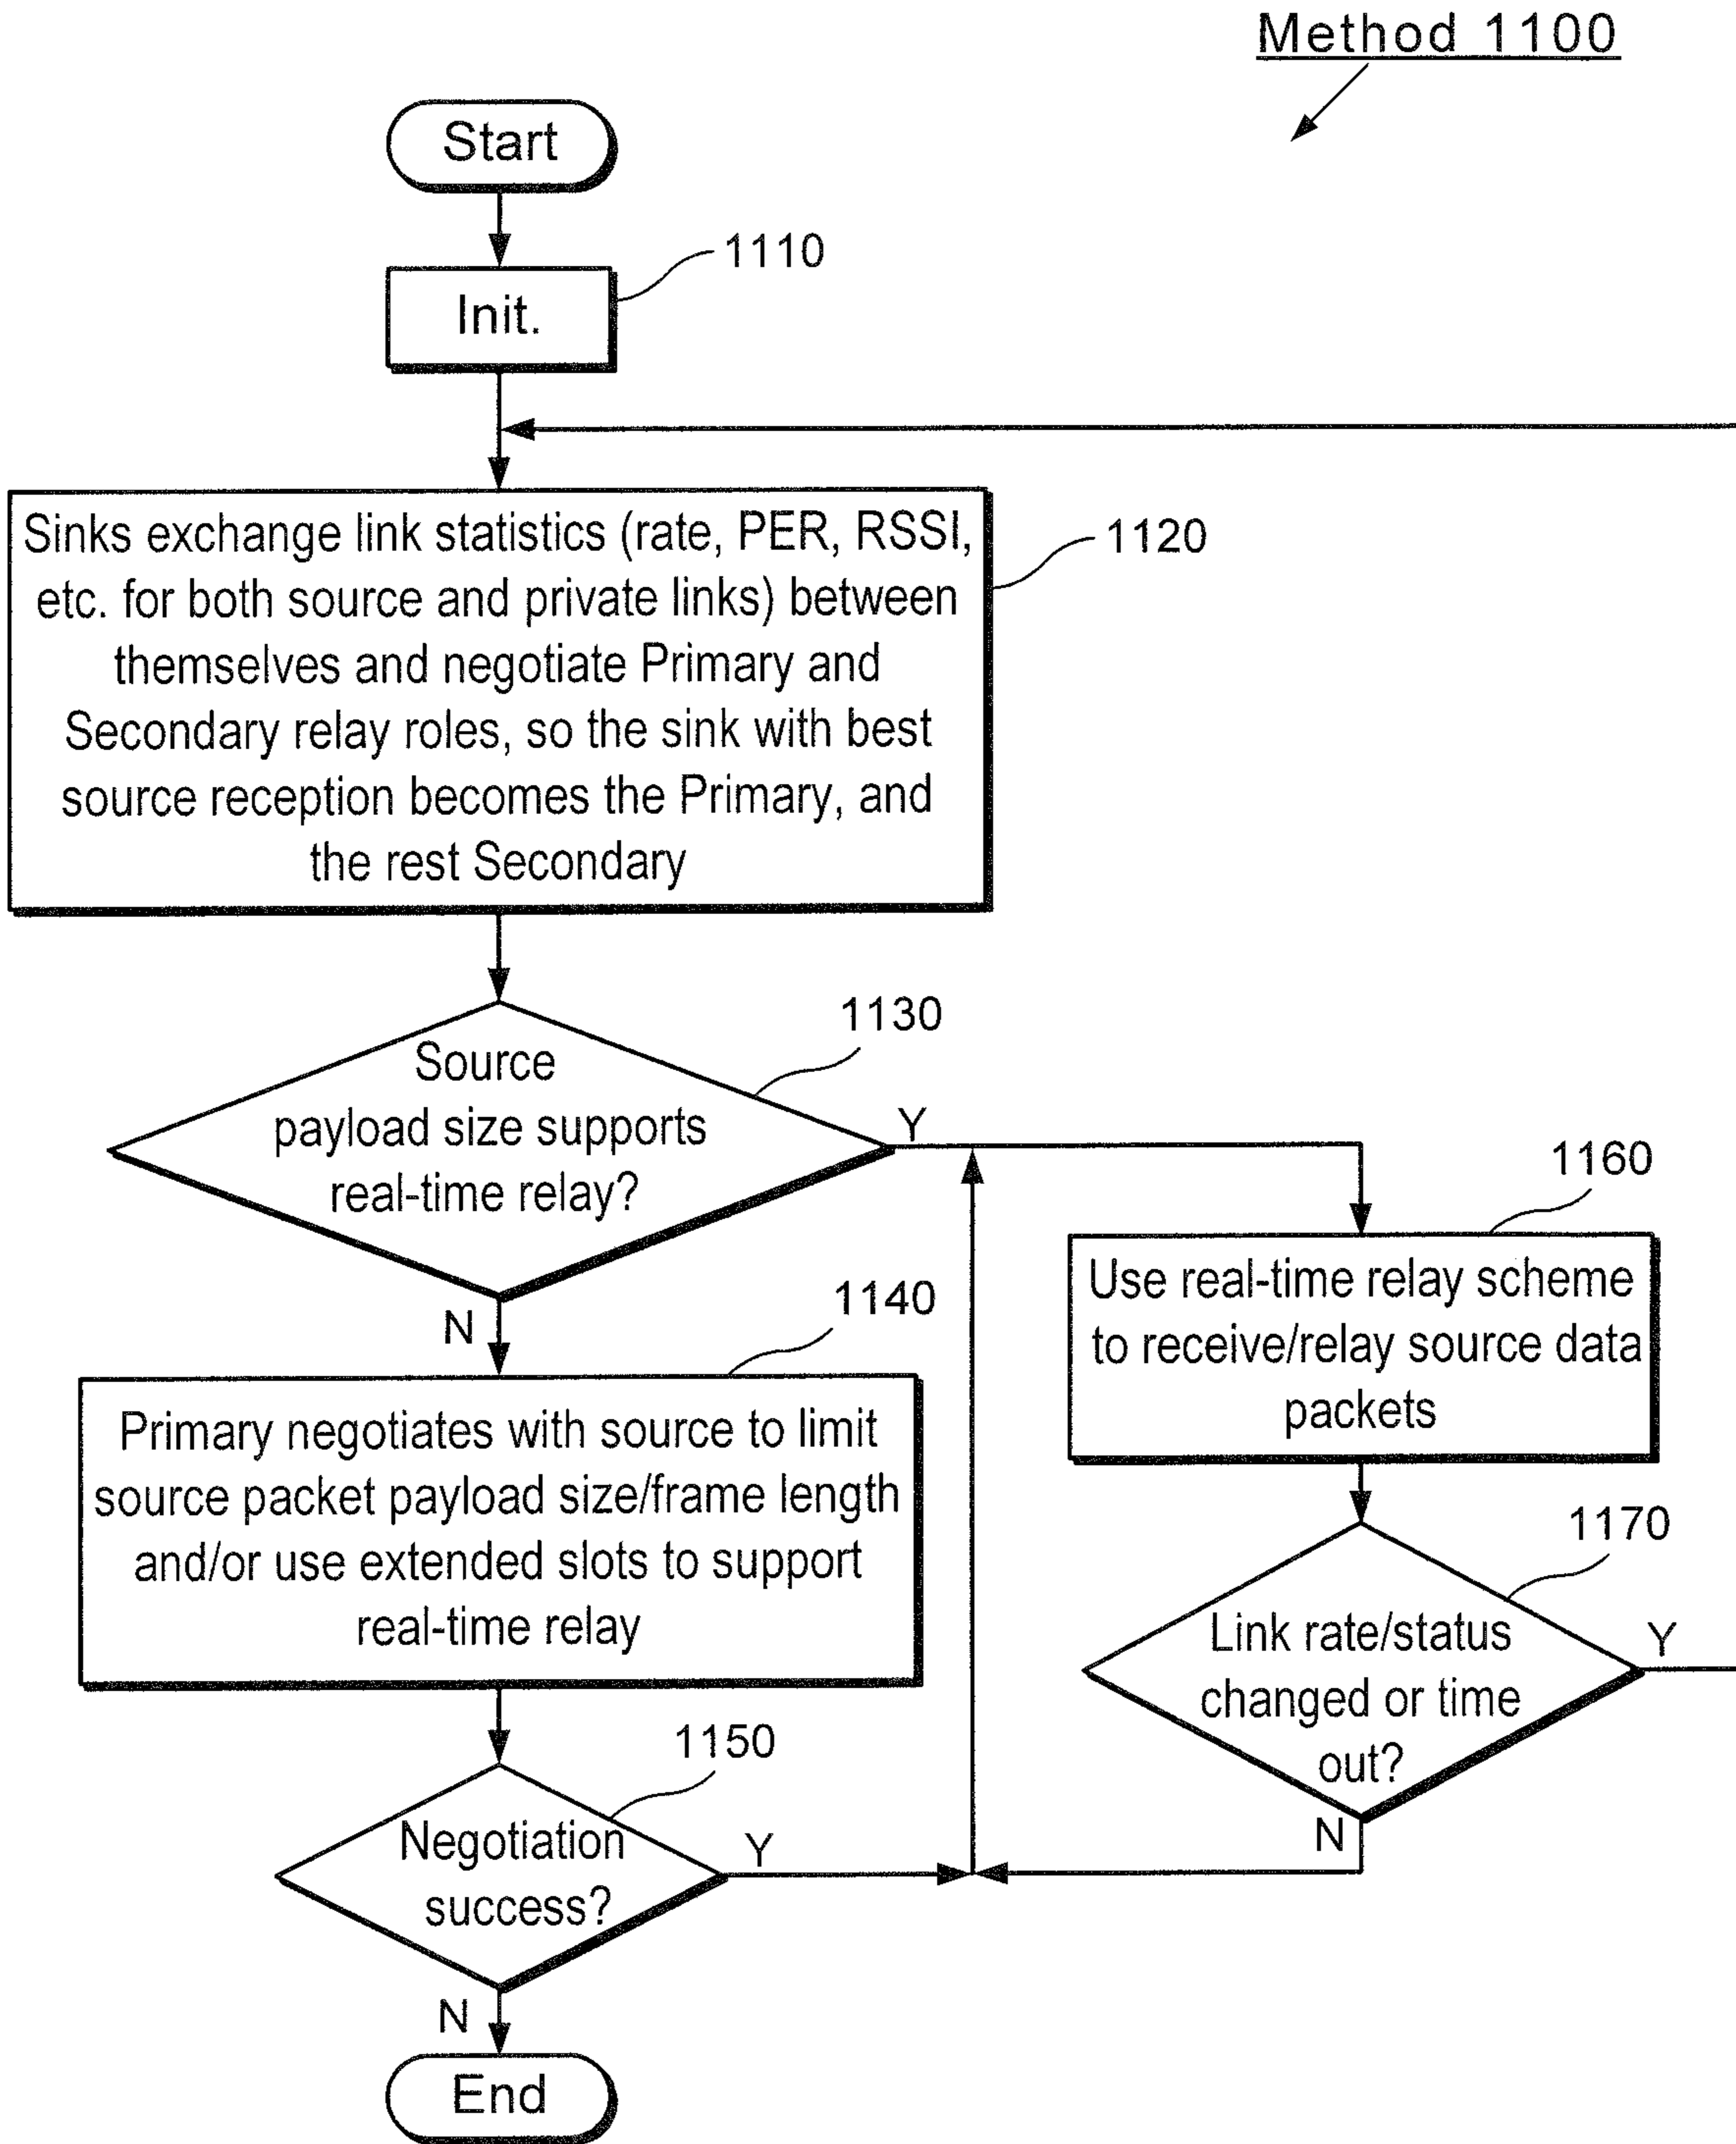 Method 1100
Start
1110
Init.
Sinks exchange link statistics (rate, PER, RSSI,
etc. for both source and private links) between
themselves and negotiate Primary and
Secondary relay roles, so the sink with best
source reception becomes the Primary, and
the rest Secondary
1120
1130
Source
payload size supports
real-time relay?
Y
N
1140
Primary negotiates with source to limit
source packet payload size/frame length
and/or use extended slots to support
real-time relay
1150
Negotiation
success?
Y
N
End
1160
Use real-time relay scheme
to receive/relay source data
packets
1170
Link rate/status
changed or time
out?
Y
N